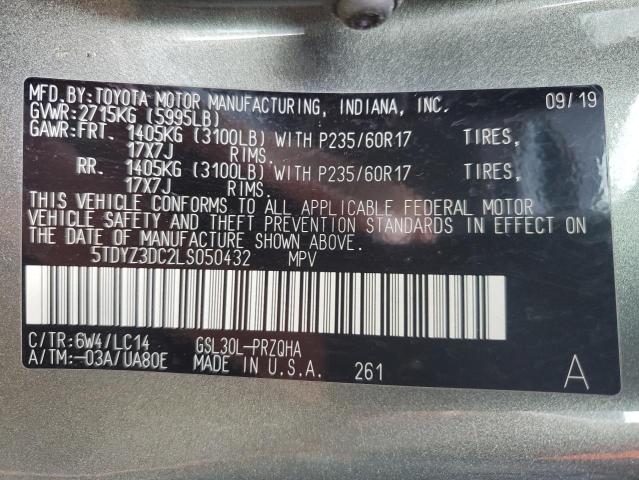 MFD.BY:TOYOTA MOTOR MANUFACTURING, INDIANA, INC. 09/19
GVWR:2715KG (5995LB)
GAWR:FRT. 1405KG (3100LB) WITH P235/60R17 TIRES,
17X7J RIMS.
RR. 1405KG (3100LB) WITH P235/60R17 TIRES,
17X7J RIMS.
THIS VEHICLE CONFORMS TO ALL APPLICABLE FEDERAL MOTOR
VEHICLE SAFETY AND THEFT PREVENTION STANDARDS IN EFFECT ON
THE DATE OF MANUFACTURE SHOWN ABOVE.
5TDYZ3DC2LS050432 MPV
C/TR:6W4/LC14 GSL30L-PRZQHA
A/TM:-03A/UA80E MADE IN U.S.A. 261 A